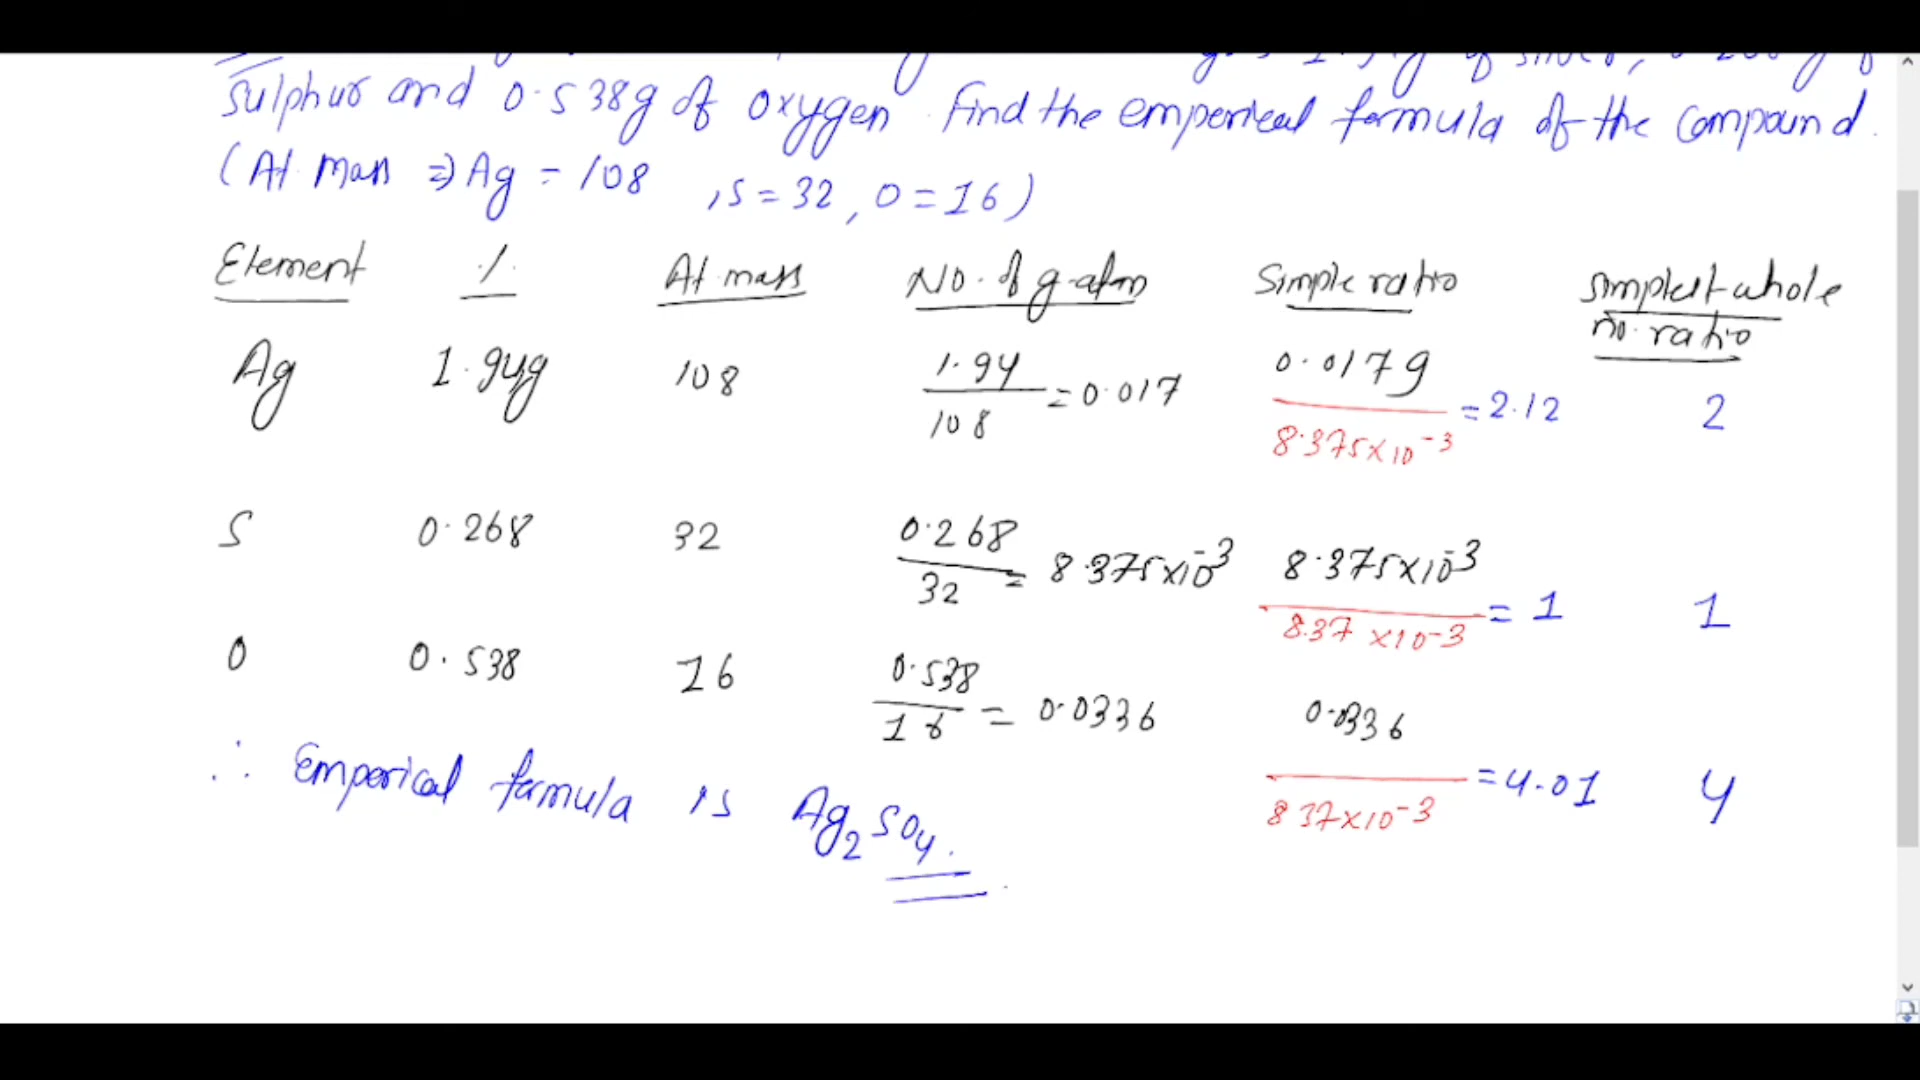 sulphur and 0.538g of oxygen. Find the emperical formula of the compound.
(At. Mass ⇒ Ag = 108 , S = 32, O = 16)
Element % At. mass No. of g-atm Simple ratio Simplest whole no. ratio
Ag 1.94g 108 1.94/108 = 0.017 0.0179/8.375×10⁻³ = 2.12 2
S 0.268 32 0.268/32 = 8.375×10⁻³ 8.375×10⁻³/8.37×10⁻³ = 1 1
O 0.538 16 0.538/16 = 0.0336 0.0336/8.37×10⁻³ = 4.01 4
∴ Emperical formula is Ag₂SO₄.